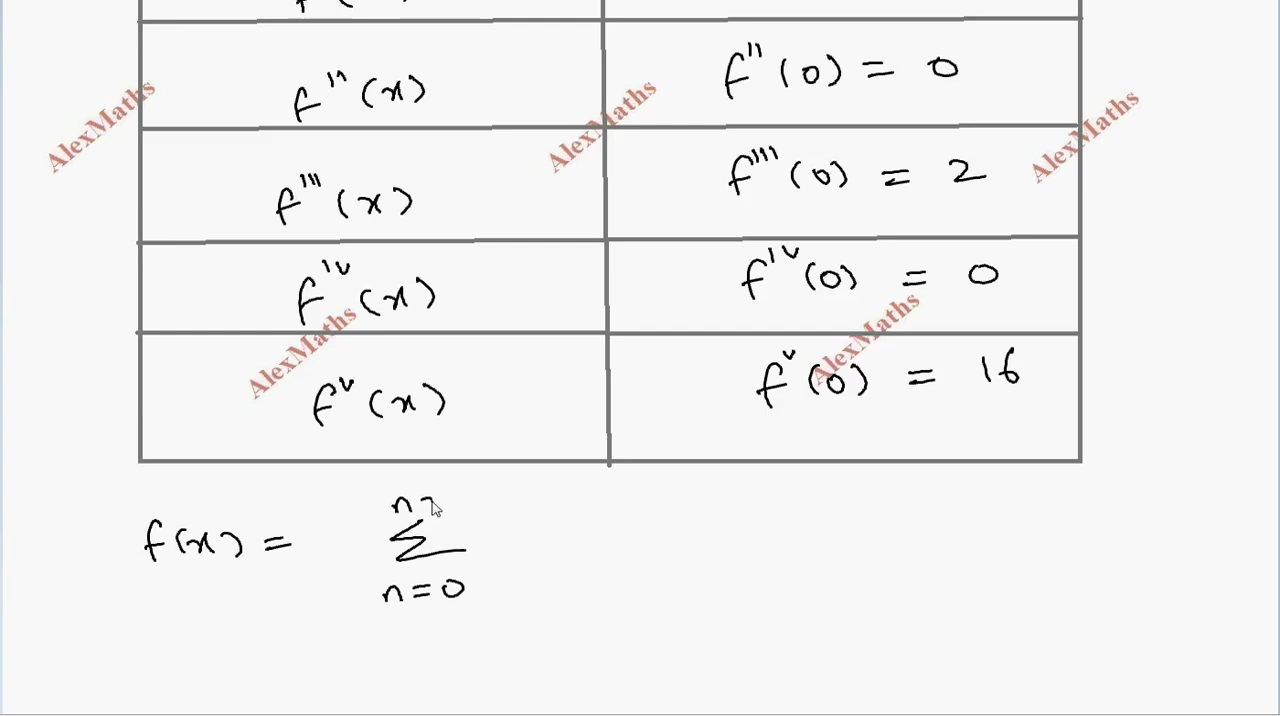 f''(x) f''(0) = 0
f'''(x) f'''(0) = 2
f^iv(x) f^iv(0) = 0
f^v(x) f^v(0) = 16
n
f(x) = Σ
n=0
AlexMaths
AlexMaths
AlexMaths
AlexMaths
AlexMaths